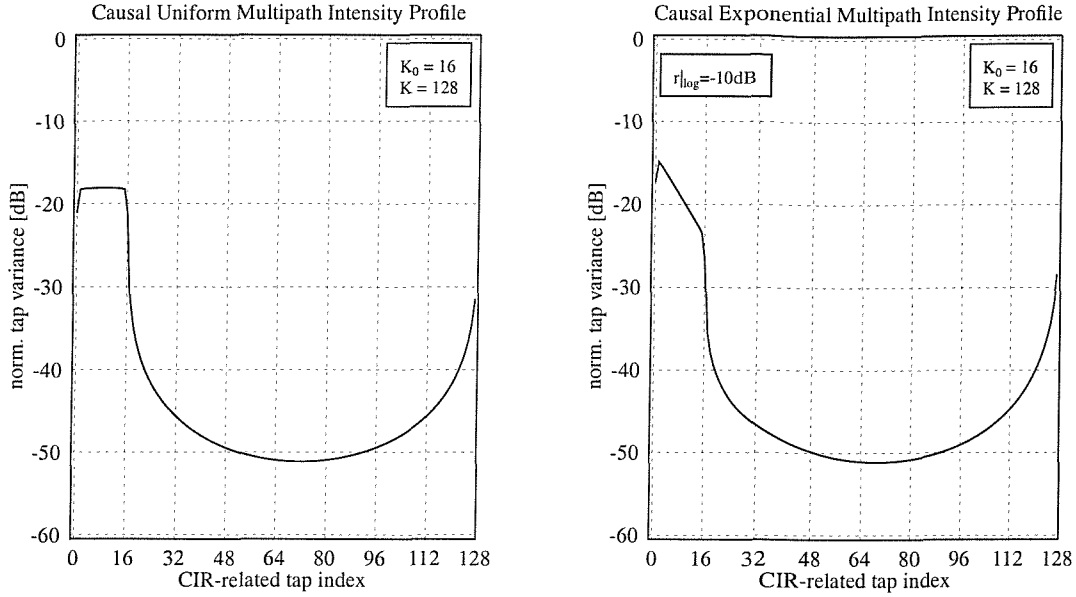 Causal Uniform Multipath Intensity Profile
K0 = 16
K = 128
norm. tap variance [dB]
0
-10
-20
-30
-40
-50
-60
0 16 32 48 64 80 96 112 128
CIR-related tap index
Causal Exponential Multipath Intensity Profile
r|log=-10dB
K0 = 16
K = 128
norm. tap variance [dB]
0
-10
-20
-30
-40
-50
-60
0 16 32 48 64 80 96 112 128
CIR-related tap index